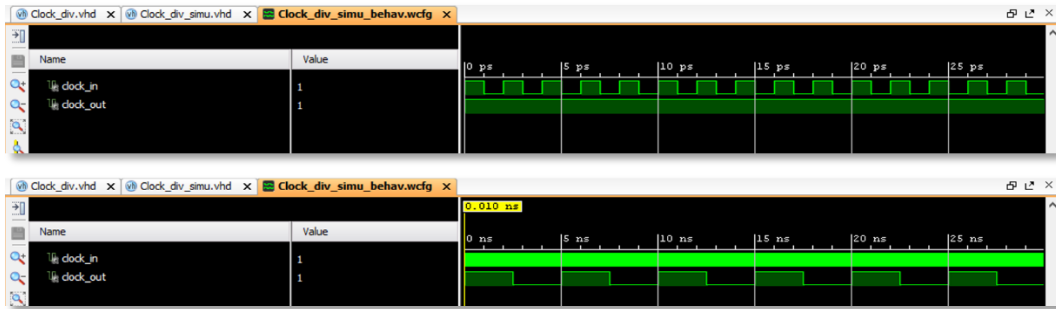 Clock_div.vhd Clock_div_simu.vhd Clock_div_simu_behav.wcfg
Name Value
0 ps 5 ps 10 ps 15 ps 20 ps 25 ps
clock_in 1
clock_out 1
Clock_div.vhd Clock_div_simu.vhd Clock_div_simu_behav.wcfg
0.010 ns
Name Value
0 ns 5 ns 10 ns 15 ns 20 ns 25 ns
clock_in 1
clock_out 1